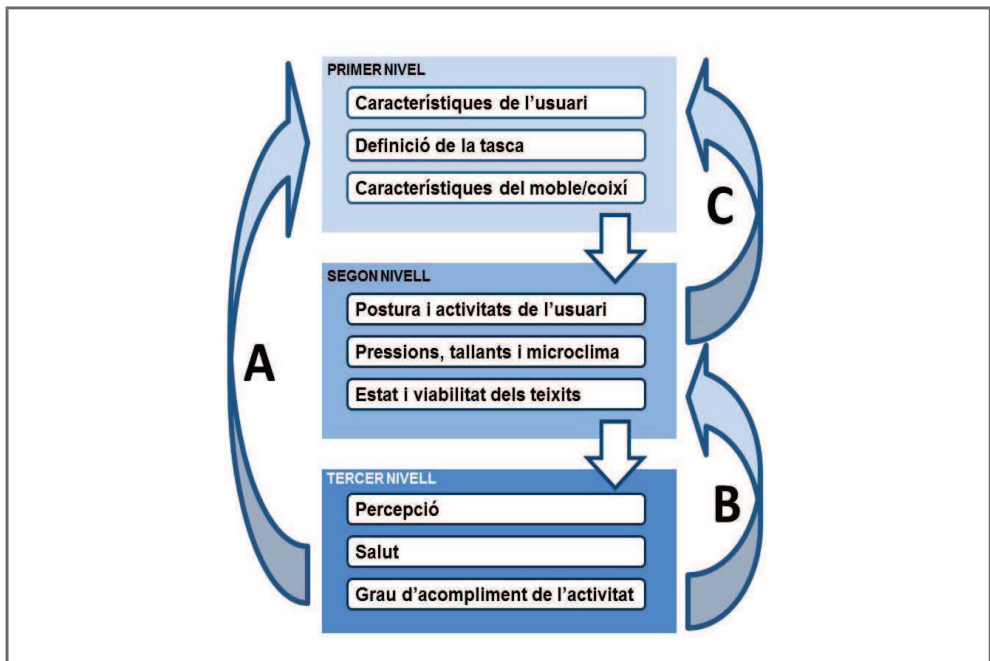 PRIMER NIVEL
Característiques de l'usuari
Definició de la tasca
Característiques del moble/coixí
C
SEGON NIVELL
Postura i activitats de l'usuari
Pressions, tallants i microclima
Estat i viabilitat dels teixits
A
TERCER NIVELL
Percepció
Salut
Grau d'acompliment de l'activitat
B